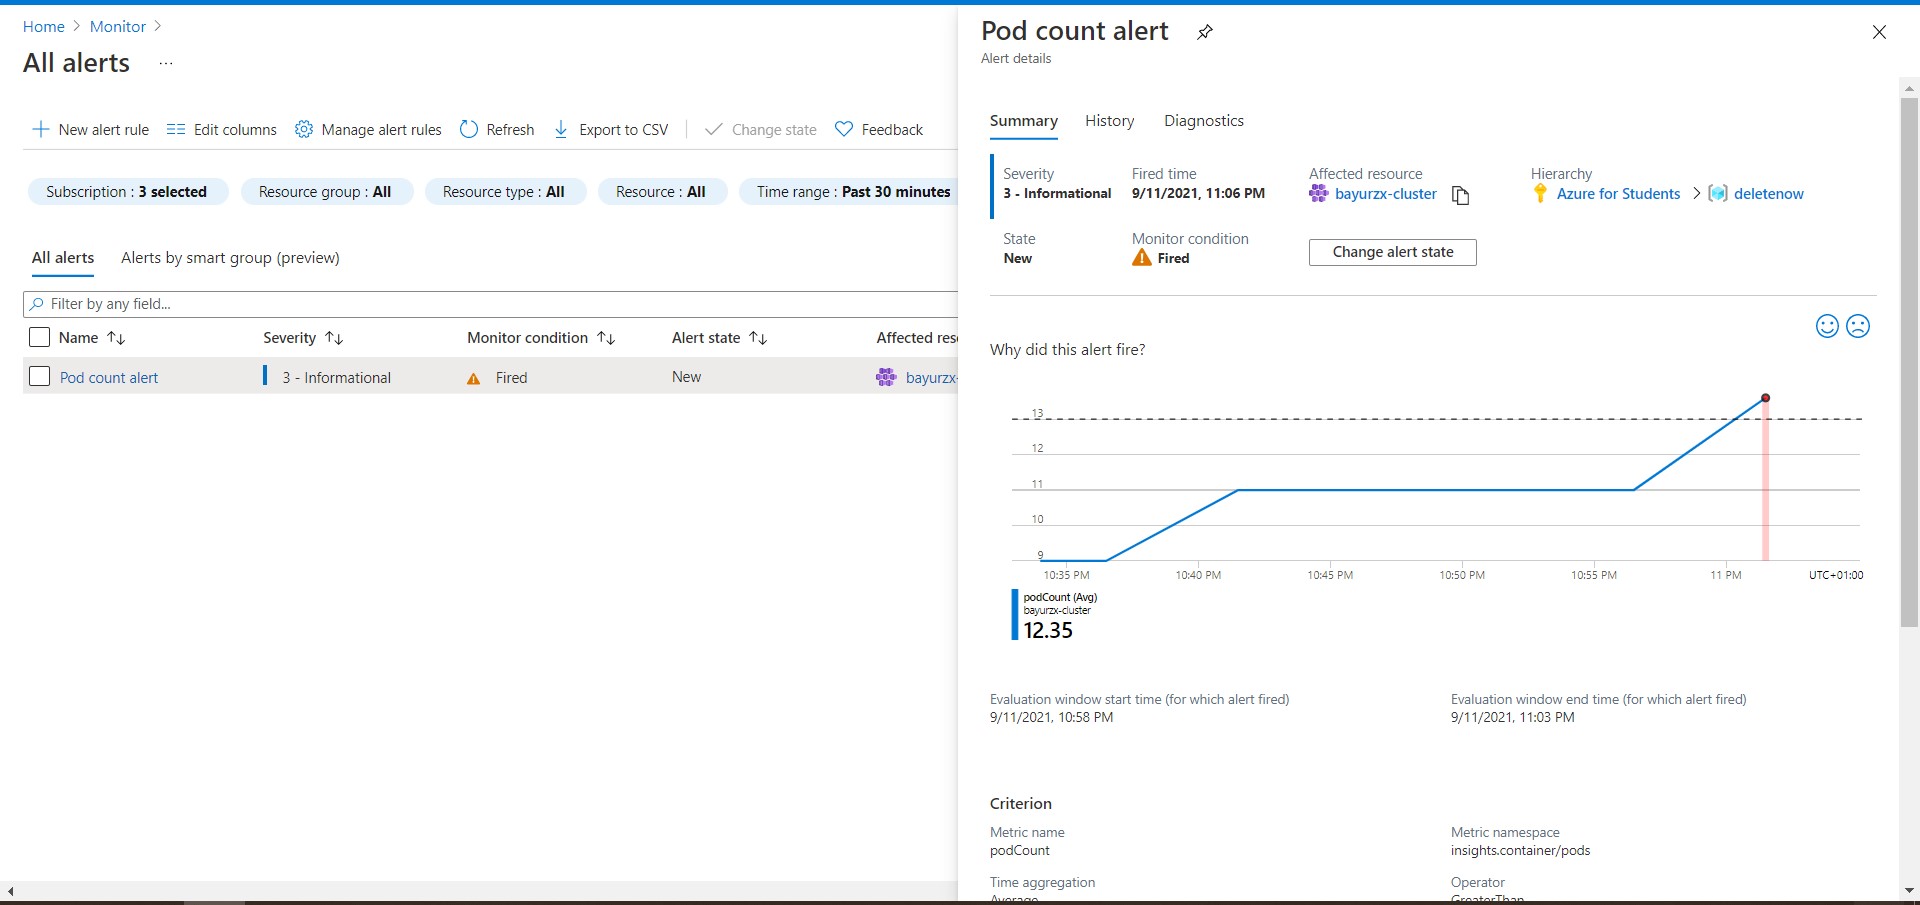 Home > Monitor >
All alerts ...
New alert rule Edit columns Manage alert rules Refresh Export to CSV Change state Feedback
Subscription : 3 selected Resource group : All Resource type : All Resource : All Time range : Past 30 minutes
All alerts Alerts by smart group (preview)
Filter by any field...
Name Severity Monitor condition Alert state Affected res
Pod count alert 3 - Informational Fired New bayurzx-
Pod count alert
Alert details
Summary History Diagnostics
Severity Fired time Affected resource Hierarchy
3 - Informational 9/11/2021, 11:06 PM bayurzx-cluster Azure for Students > deletenow
State Monitor condition
New Fired Change alert state
Why did this alert fire?
13
12
11
10
9
10:35 PM 10:40 PM 10:45 PM 10:50 PM 10:55 PM 11 PM UTC+01:00
podCount (Avg)
bayurzx-cluster
12.35
Evaluation window start time (for which alert fired) Evaluation window end time (for which alert fired)
9/11/2021, 10:58 PM 9/11/2021, 11:03 PM
Criterion
Metric name Metric namespace
podCount insights.container/pods
Time aggregation Operator
Average GreaterThan